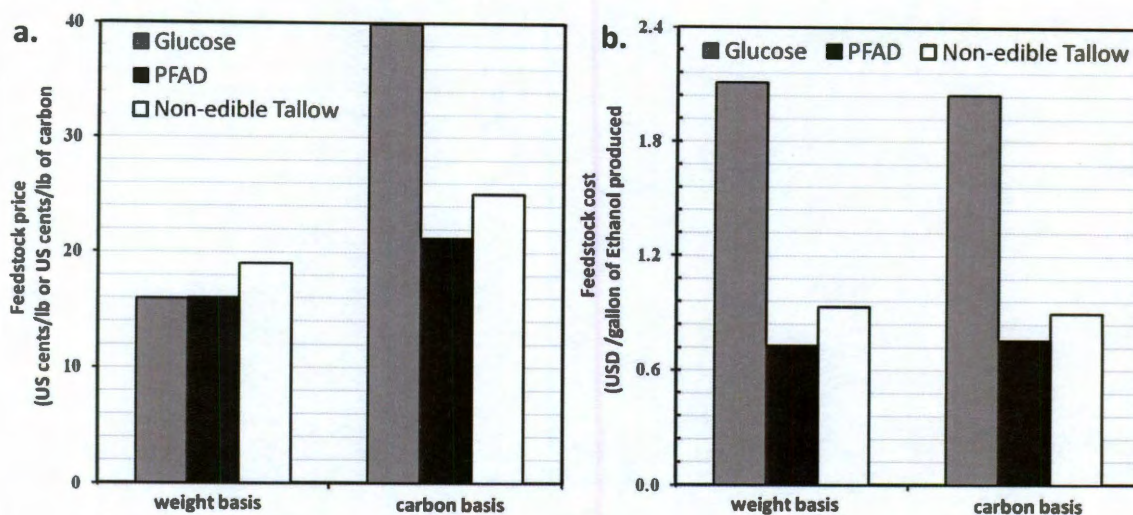 a.
Glucose
PFAD
Non-edible Tallow
Feedstock price
(US cents/lb or US cents/lb of carbon
40
30
20
10
0
weight basis
carbon basis
b.
Glucose PFAD Non-edible Tallow
Feedstock cost
(USD /gallon of Ethanol produced
2.4
1.8
1.2
0.6
0.0
weight basis
carbon basis